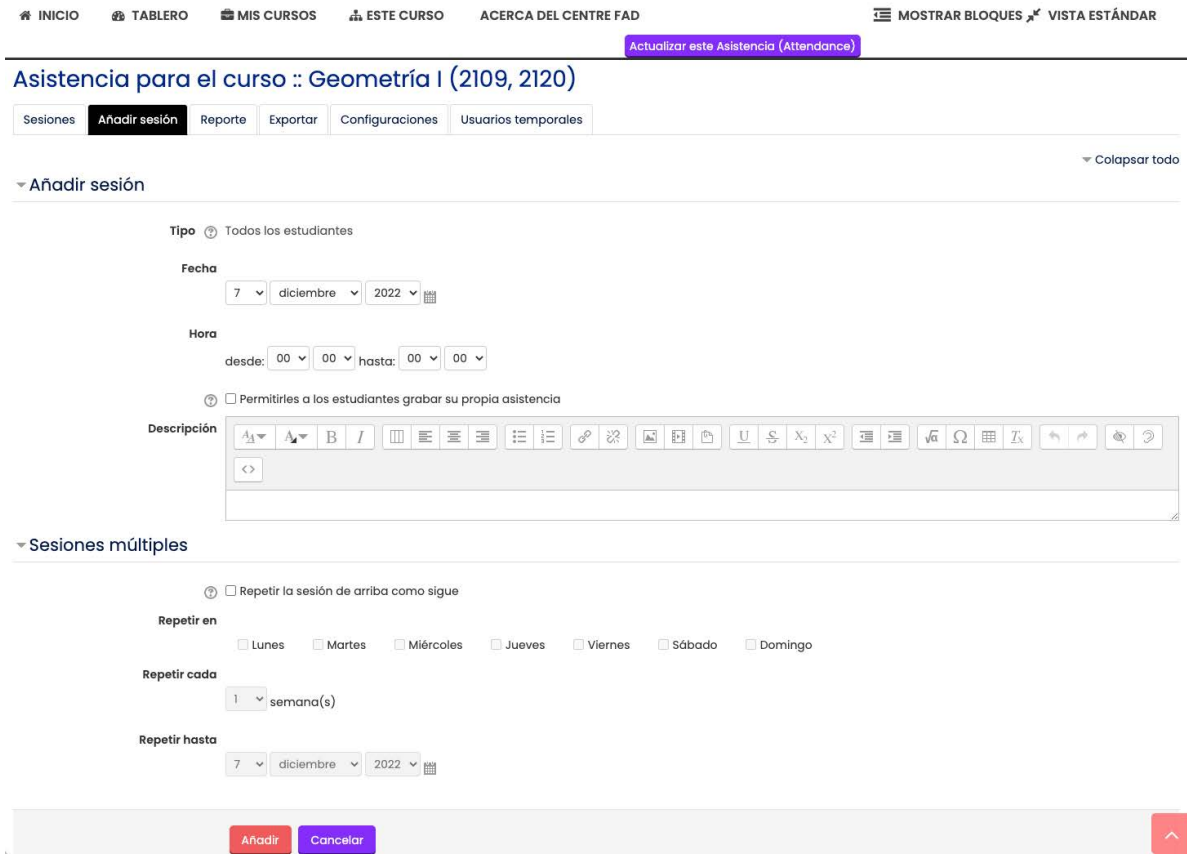 INICIO TABLERO MIS CURSOS ESTE CURSO ACERCA DEL CENTRE FAD MOSTRAR BLOQUES VISTA ESTÁNDAR
Actualizar este Asistencia (Attendance)
Asistencia para el curso :: Geometría I (2109, 2120)
Sesiones Añadir sesión Reporte Exportar Configuraciones Usuarios temporales
Colapsar todo
Añadir sesión
Tipo ? Todos los estudiantes
Fecha
7 diciembre 2022
Hora
desde: 00 00 hasta: 00 00
? Permitirles a los estudiantes grabar su propia asistencia
Descripción
Sesiones múltiples
? Repetir la sesión de arriba como sigue
Repetir en
Lunes Martes Miércoles Jueves Viernes Sábado Domingo
Repetir cada
1 semana(s)
Repetir hasta
7 diciembre 2022
Añadir Cancelar